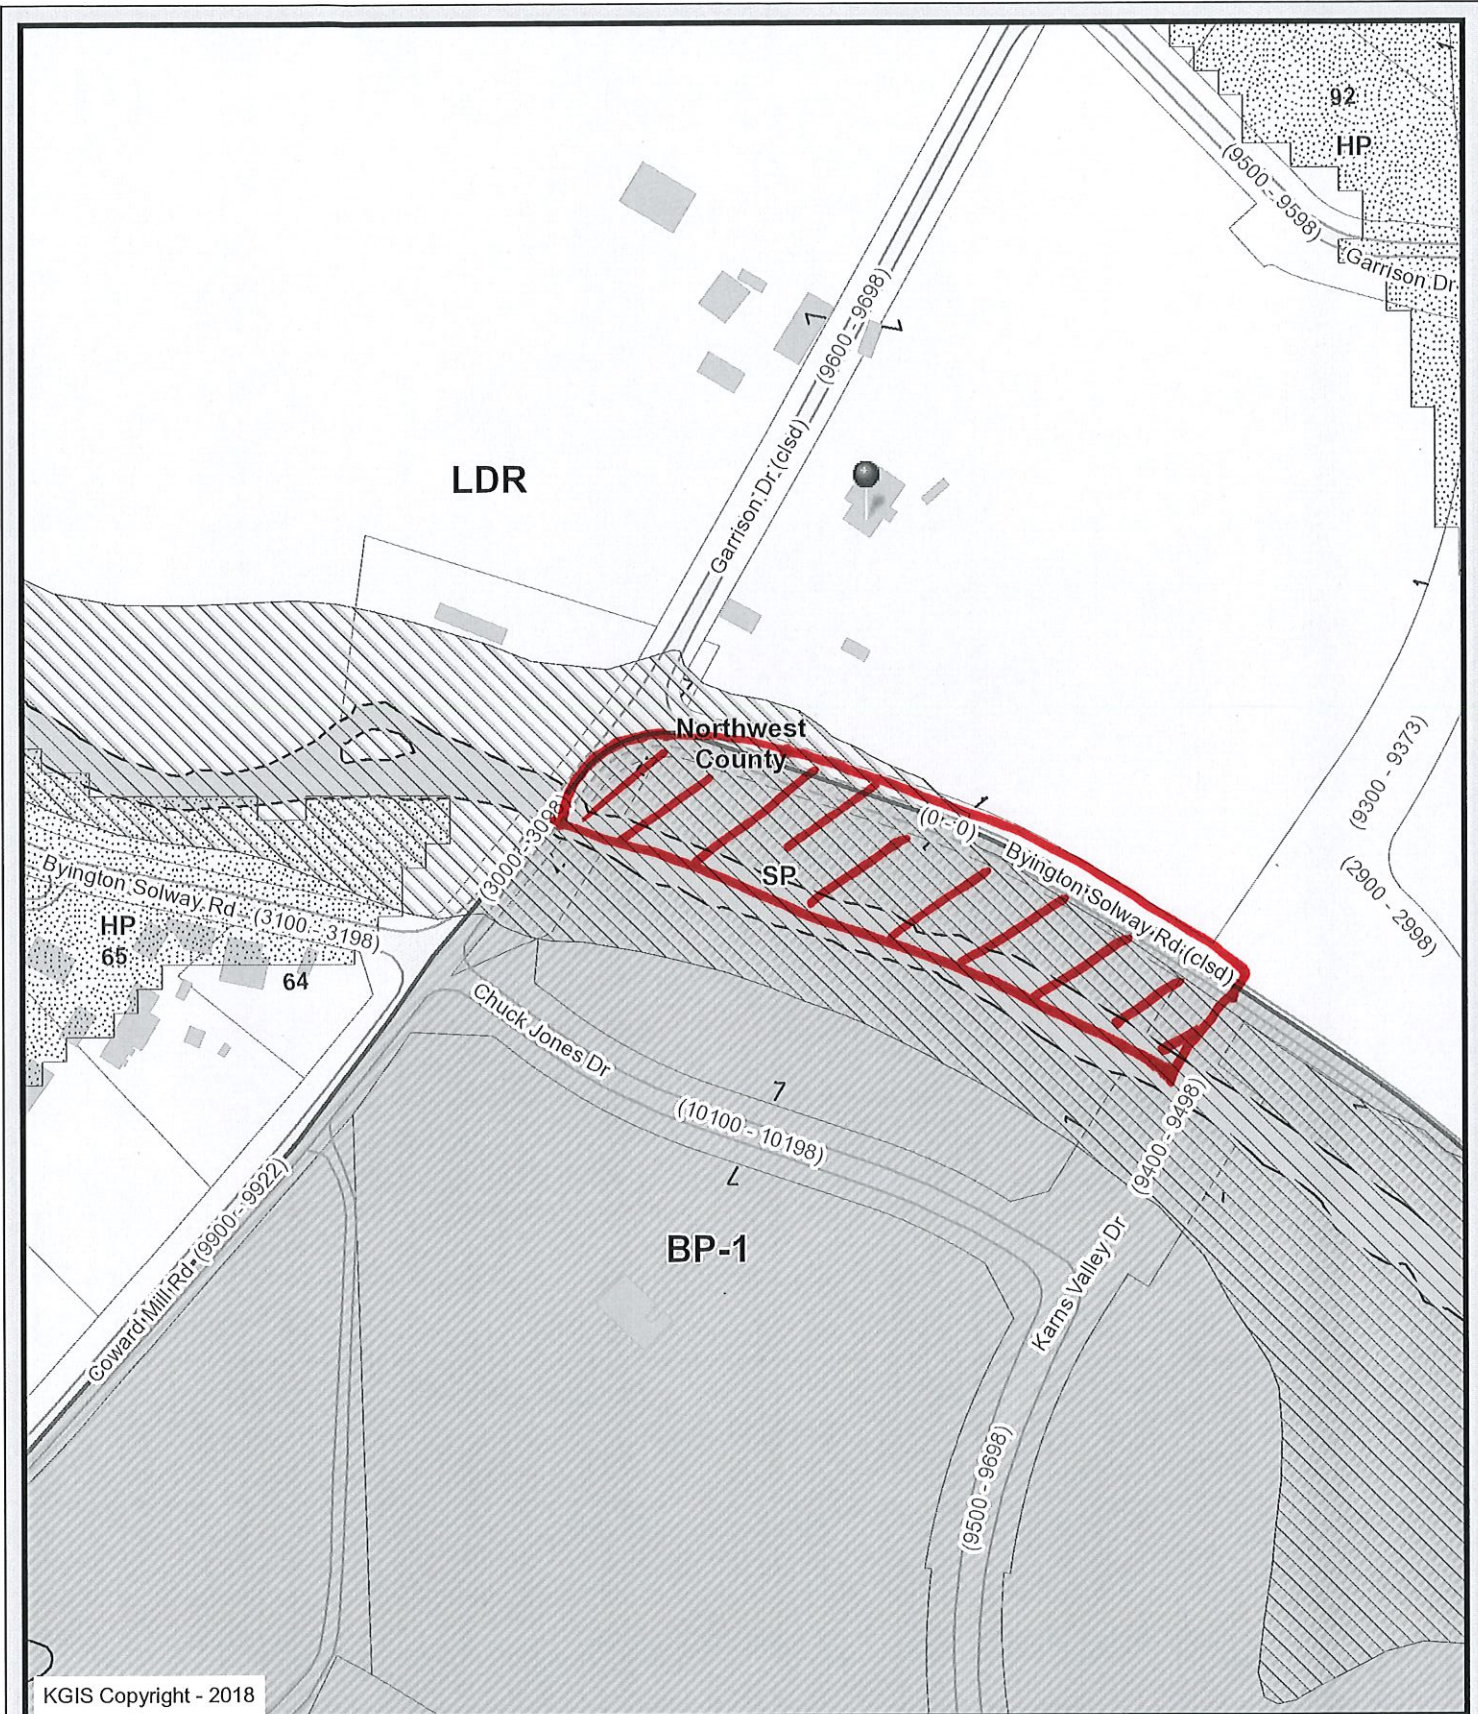 92
HP
(9500 - 9598)
Garrison Dr
(9600 - 9698)
LDR
Garrison Dr (clsd)
Northwest
County
(9300 - 9373)
(0 - 0)
Byington Solway Rd (clsd)
(3000 - 3098)
(2900 - 2998)
SP
Byington Solway Rd (3100 - 3198)
HP
65
64
Chuck Jones Dr
(10100 - 10198)
(9400 - 9498)
Coward Mill Rd (9900 - 9922)
BP-1
Karns Valley Dr
(9500 - 9698)
KGIS Copyright - 2018